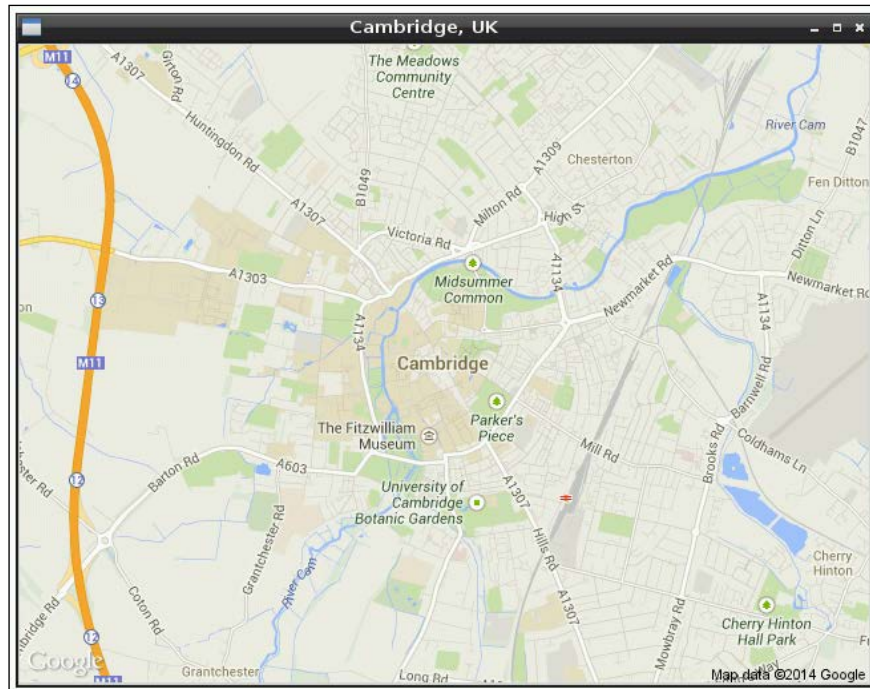 Cambridge, UK
M11
A1307
Girton Rd
The Meadows
Community
Centre
14
Huntingdon Rd
A1309
River Cam
B1047
Chesterton
B1049
Milton Rd
Fen Ditton
A1307
High St
Victoria Rd
Ditton Ln
A1303
A1134
Midsummer
Common
Newmarket Rd
Newmarket Rd
13
A1134
A1134
M11
Cambridge
Barnwell Rd
Parker's
Piece
The Fitzwilliam
Museum
Mill Rd
Brooks Rd
Coldhams Ln
Barton Rd
A603
12
University of
Cambridge
Botanic Gardens
A1307
Grantchester Rd
Hills Rd
River Cam
Cherry
Hinton
A1307
Coton Rd
Mowbray Rd
Cherry Hinton
Hall Park
12
Google
Grantchester
M11
Long Rd
Way
Map data ©2014 Google